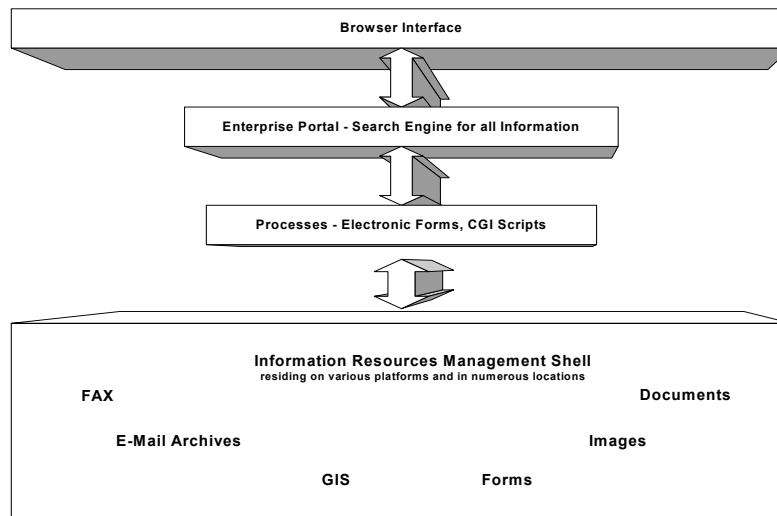 Browser Interface
Enterprise Portal - Search Engine for all Information
Processes - Electronic Forms, CGI Scripts
Information Resources Management Shell
residing on various platforms and in numerous locations
FAX
Documents
E-Mail Archives
Images
GIS
Forms